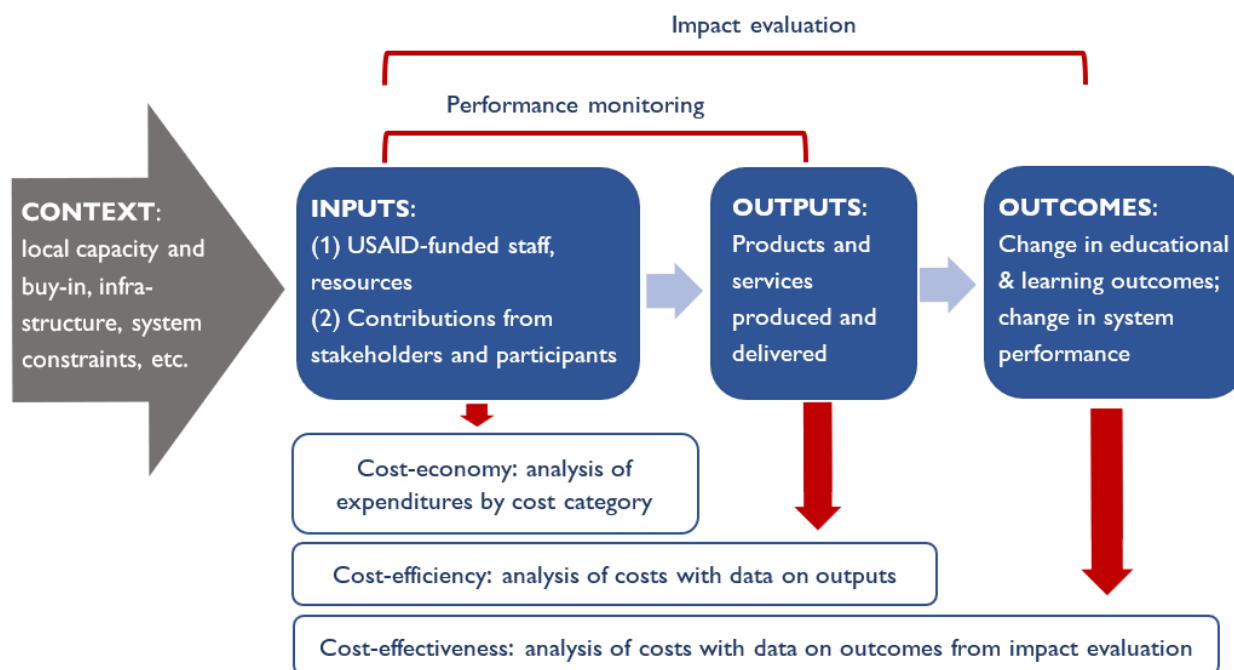 Impact evaluation
Performance monitoring
CONTEXT:
local capacity and
buy-in, infra-
structure, system
constraints, etc.
INPUTS:
(1) USAID-funded staff,
resources
(2) Contributions from
stakeholders and participants
OUTPUTS:
Products and
services
produced and
delivered
OUTCOMES:
Change in educational
& learning outcomes;
change in system
performance
Cost-economy: analysis of
expenditures by cost category
Cost-efficiency: analysis of costs with data on outputs
Cost-effectiveness: analysis of costs with data on outcomes from impact evaluation